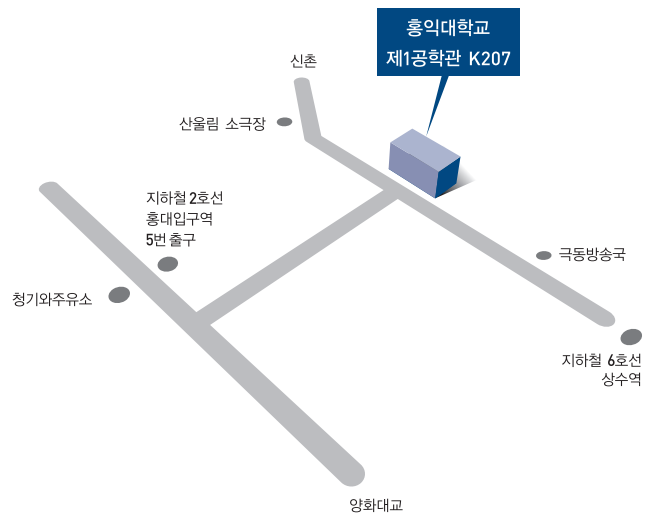 홍익대학교
제1공학관 K207
신촌
산울림 소극장
지하철 2호선
홍대입구역
5번 출구
극동방송국
청기와주유소
지하철 6호선
상수역
양화대교